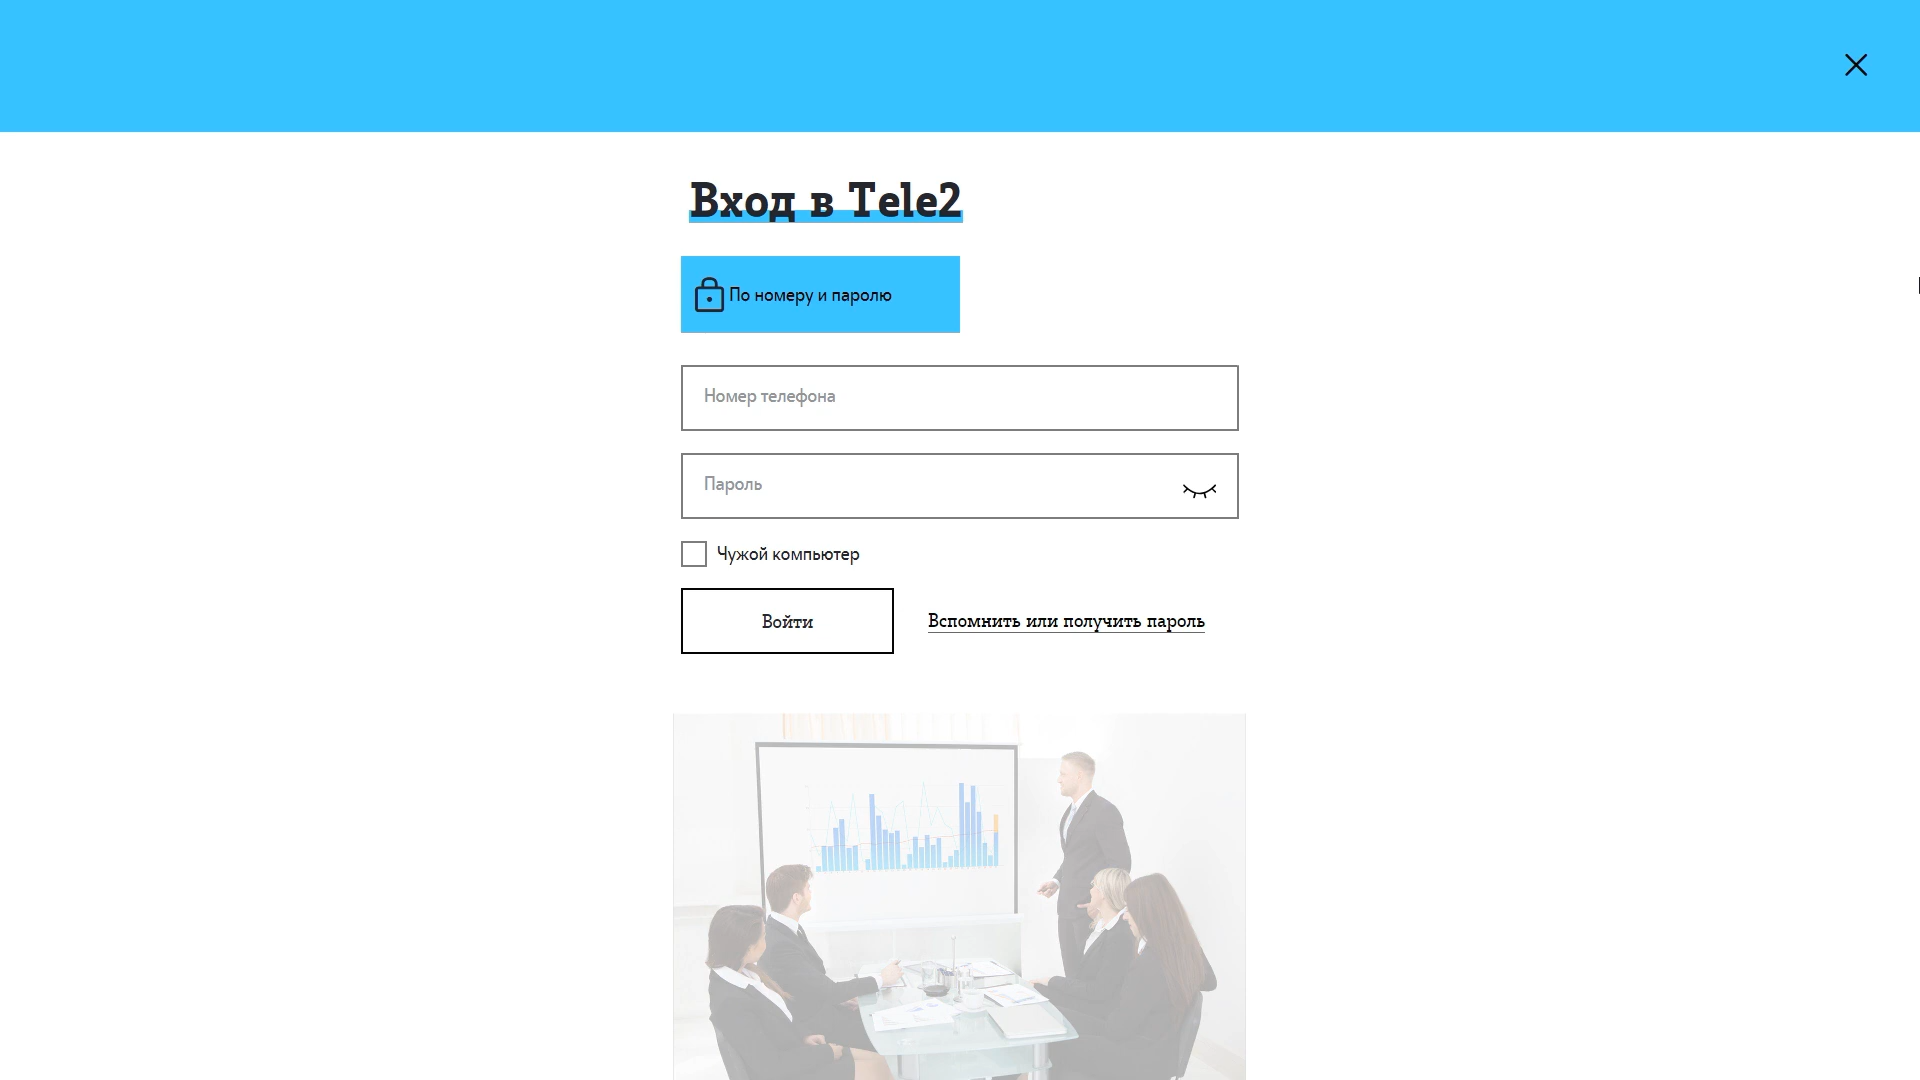 Вход в Tele2
По номеру и паролю
Номер телефона
Пароль
Чужой компьютер
Войти
Вспомнить или получить пароль